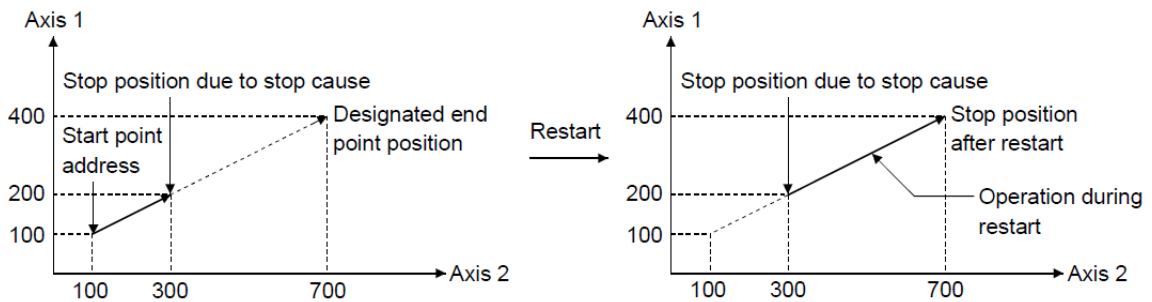 Axis 1
Stop position due to stop cause
400
Designated end
point position
Start point
address
200
100
Axis 2
100
300
700
Restart
Axis 1
Stop position due to stop cause
400
Stop position
after restart
200
Operation during
restart
100
Axis 2
100
300
700